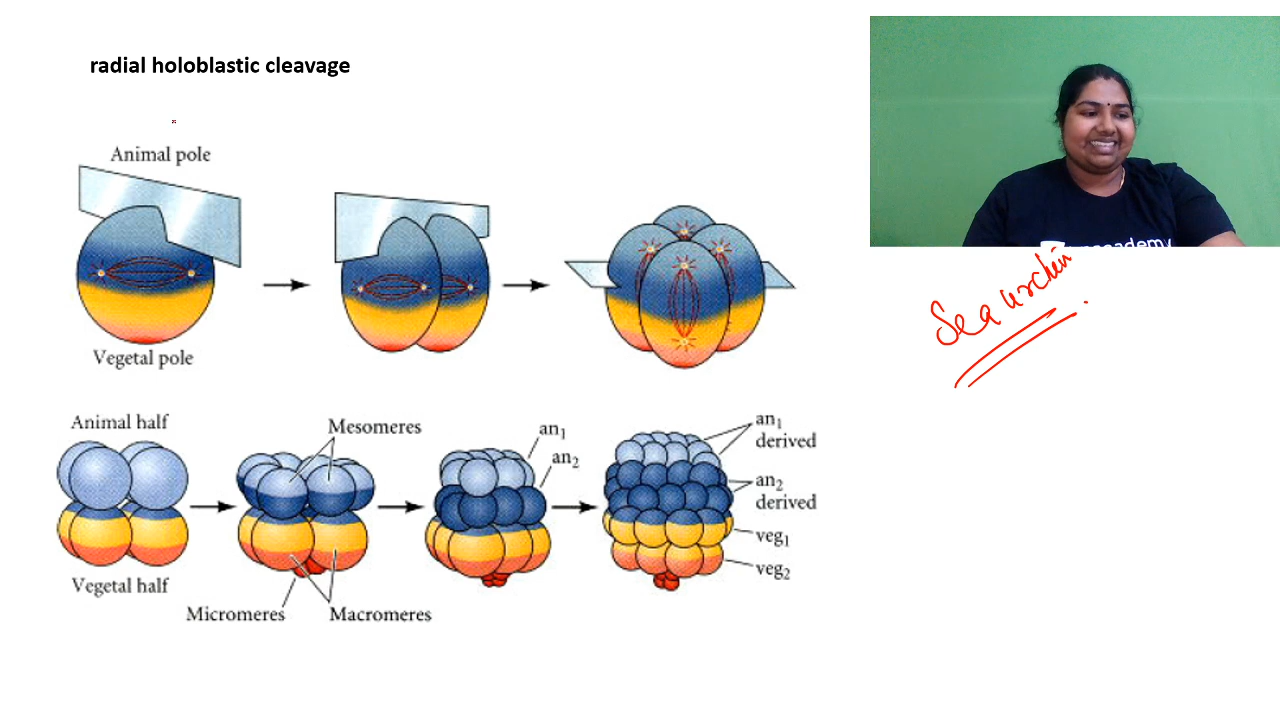 radial holoblastic cleavage
Animal pole
Vegetal pole
Sea urchin
Animal half
Mesomeres
an1
an2
an1
derived
an2
derived
veg1
veg2
Vegetal half
Micromeres
Macromeres